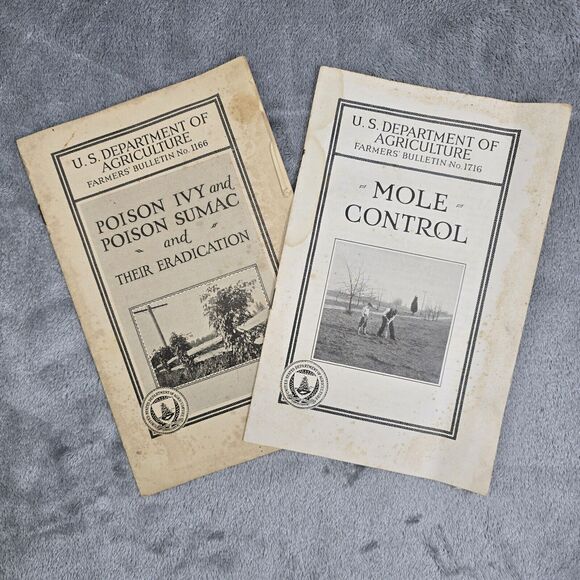 U.S. DEPARTMENT OF
AGRICULTURE
FARMERS' BULLETIN No. 1166
POISON IVY and
POISON SUMAC
and
THEIR ERADICATION
U.S. DEPARTMENT OF
AGRICULTURE
FARMERS' BULLETIN No. 1716
MOLE
CONTROL